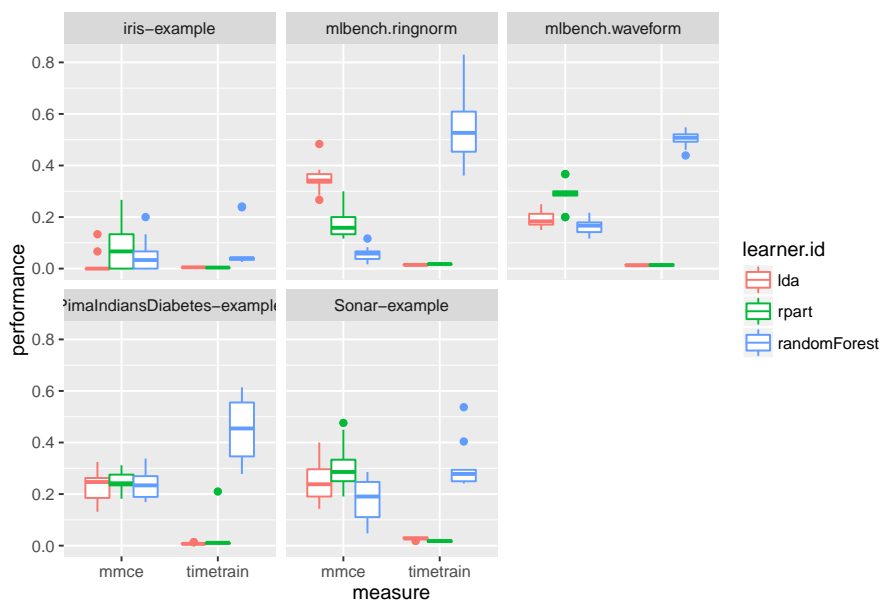 iris-example
mlbench.ringnorm
mlbench.waveform
0.8
0.6
0.4
0.2
0.0
PimaIndiansDiabetes-example
Sonar-example
0.8
0.6
0.4
0.2
0.0
mmce
timetrain
mmce
timetrain
measure
performance
learner.id
lda
rpart
randomForest